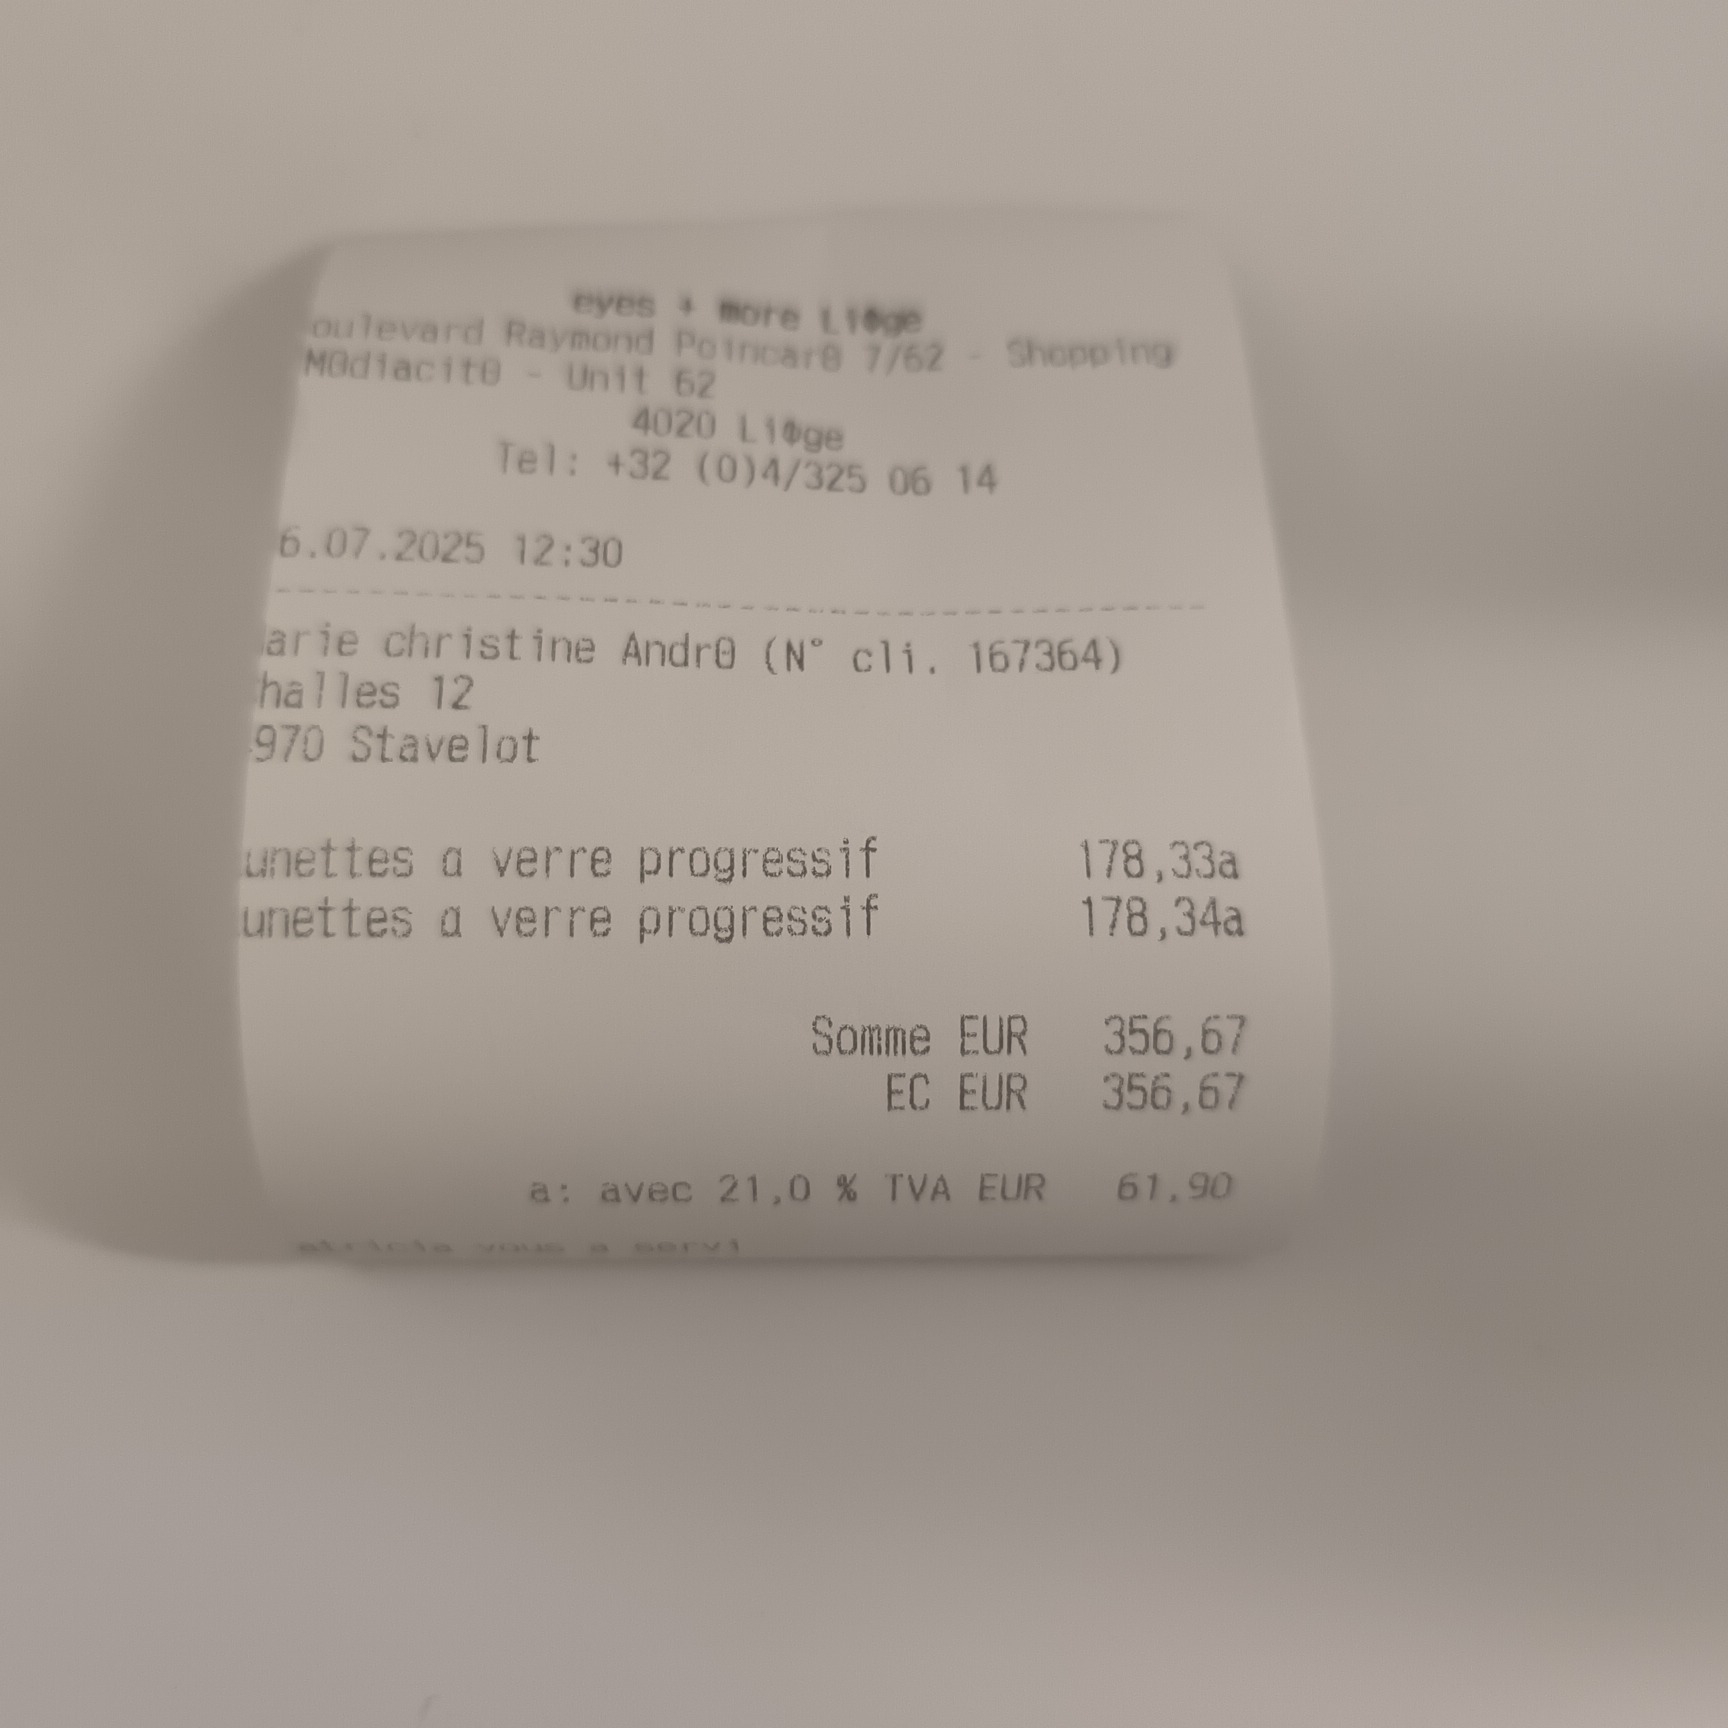 eyes + more Li0ge
oulevard Raymond Poincar0 7/62 - Shopping
M0diacit0 - Unit 62
4020 Li0ge
Tel: +32 (0)4/325 06 14
6.07.2025 12:30
arie christine Andr0 (N° cli. 167364)
halles 12
970 Stavelot
unettes a verre progressif 178,33a
unettes a verre progressif 178,34a
Somme EUR 356,67
EC EUR 356,67
a: avec 21,0 % TVA EUR 61,90
atricia vous a servi